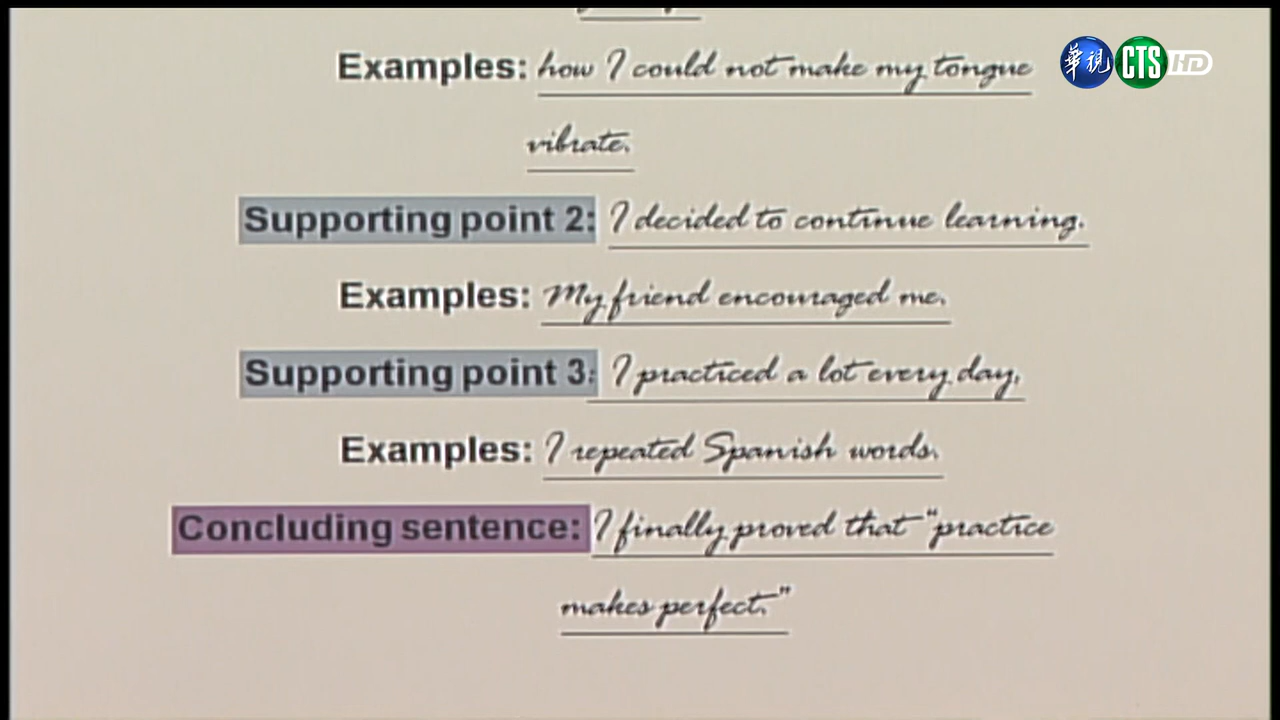 華視 CTS HD
Examples: how I could not make my tongue
vibrate.
Supporting point 2: I decided to continue learning.
Examples: My friend encouraged me.
Supporting point 3: I practiced a lot every day.
Examples: I repeated Spanish words.
Concluding sentence: I finally proved that “practice
makes perfect.”